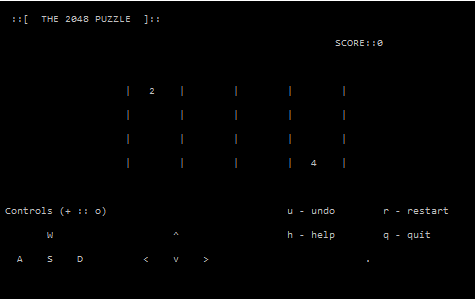 ::[ THE 2048 PUZZLE ]::
SCORE::0
| 2 | | | |
| | | | |
| | | | |
| | | | 4 |
Controls (+ :: o) u - undo r - restart
W ^ h - help q - quit
A S D < v > .